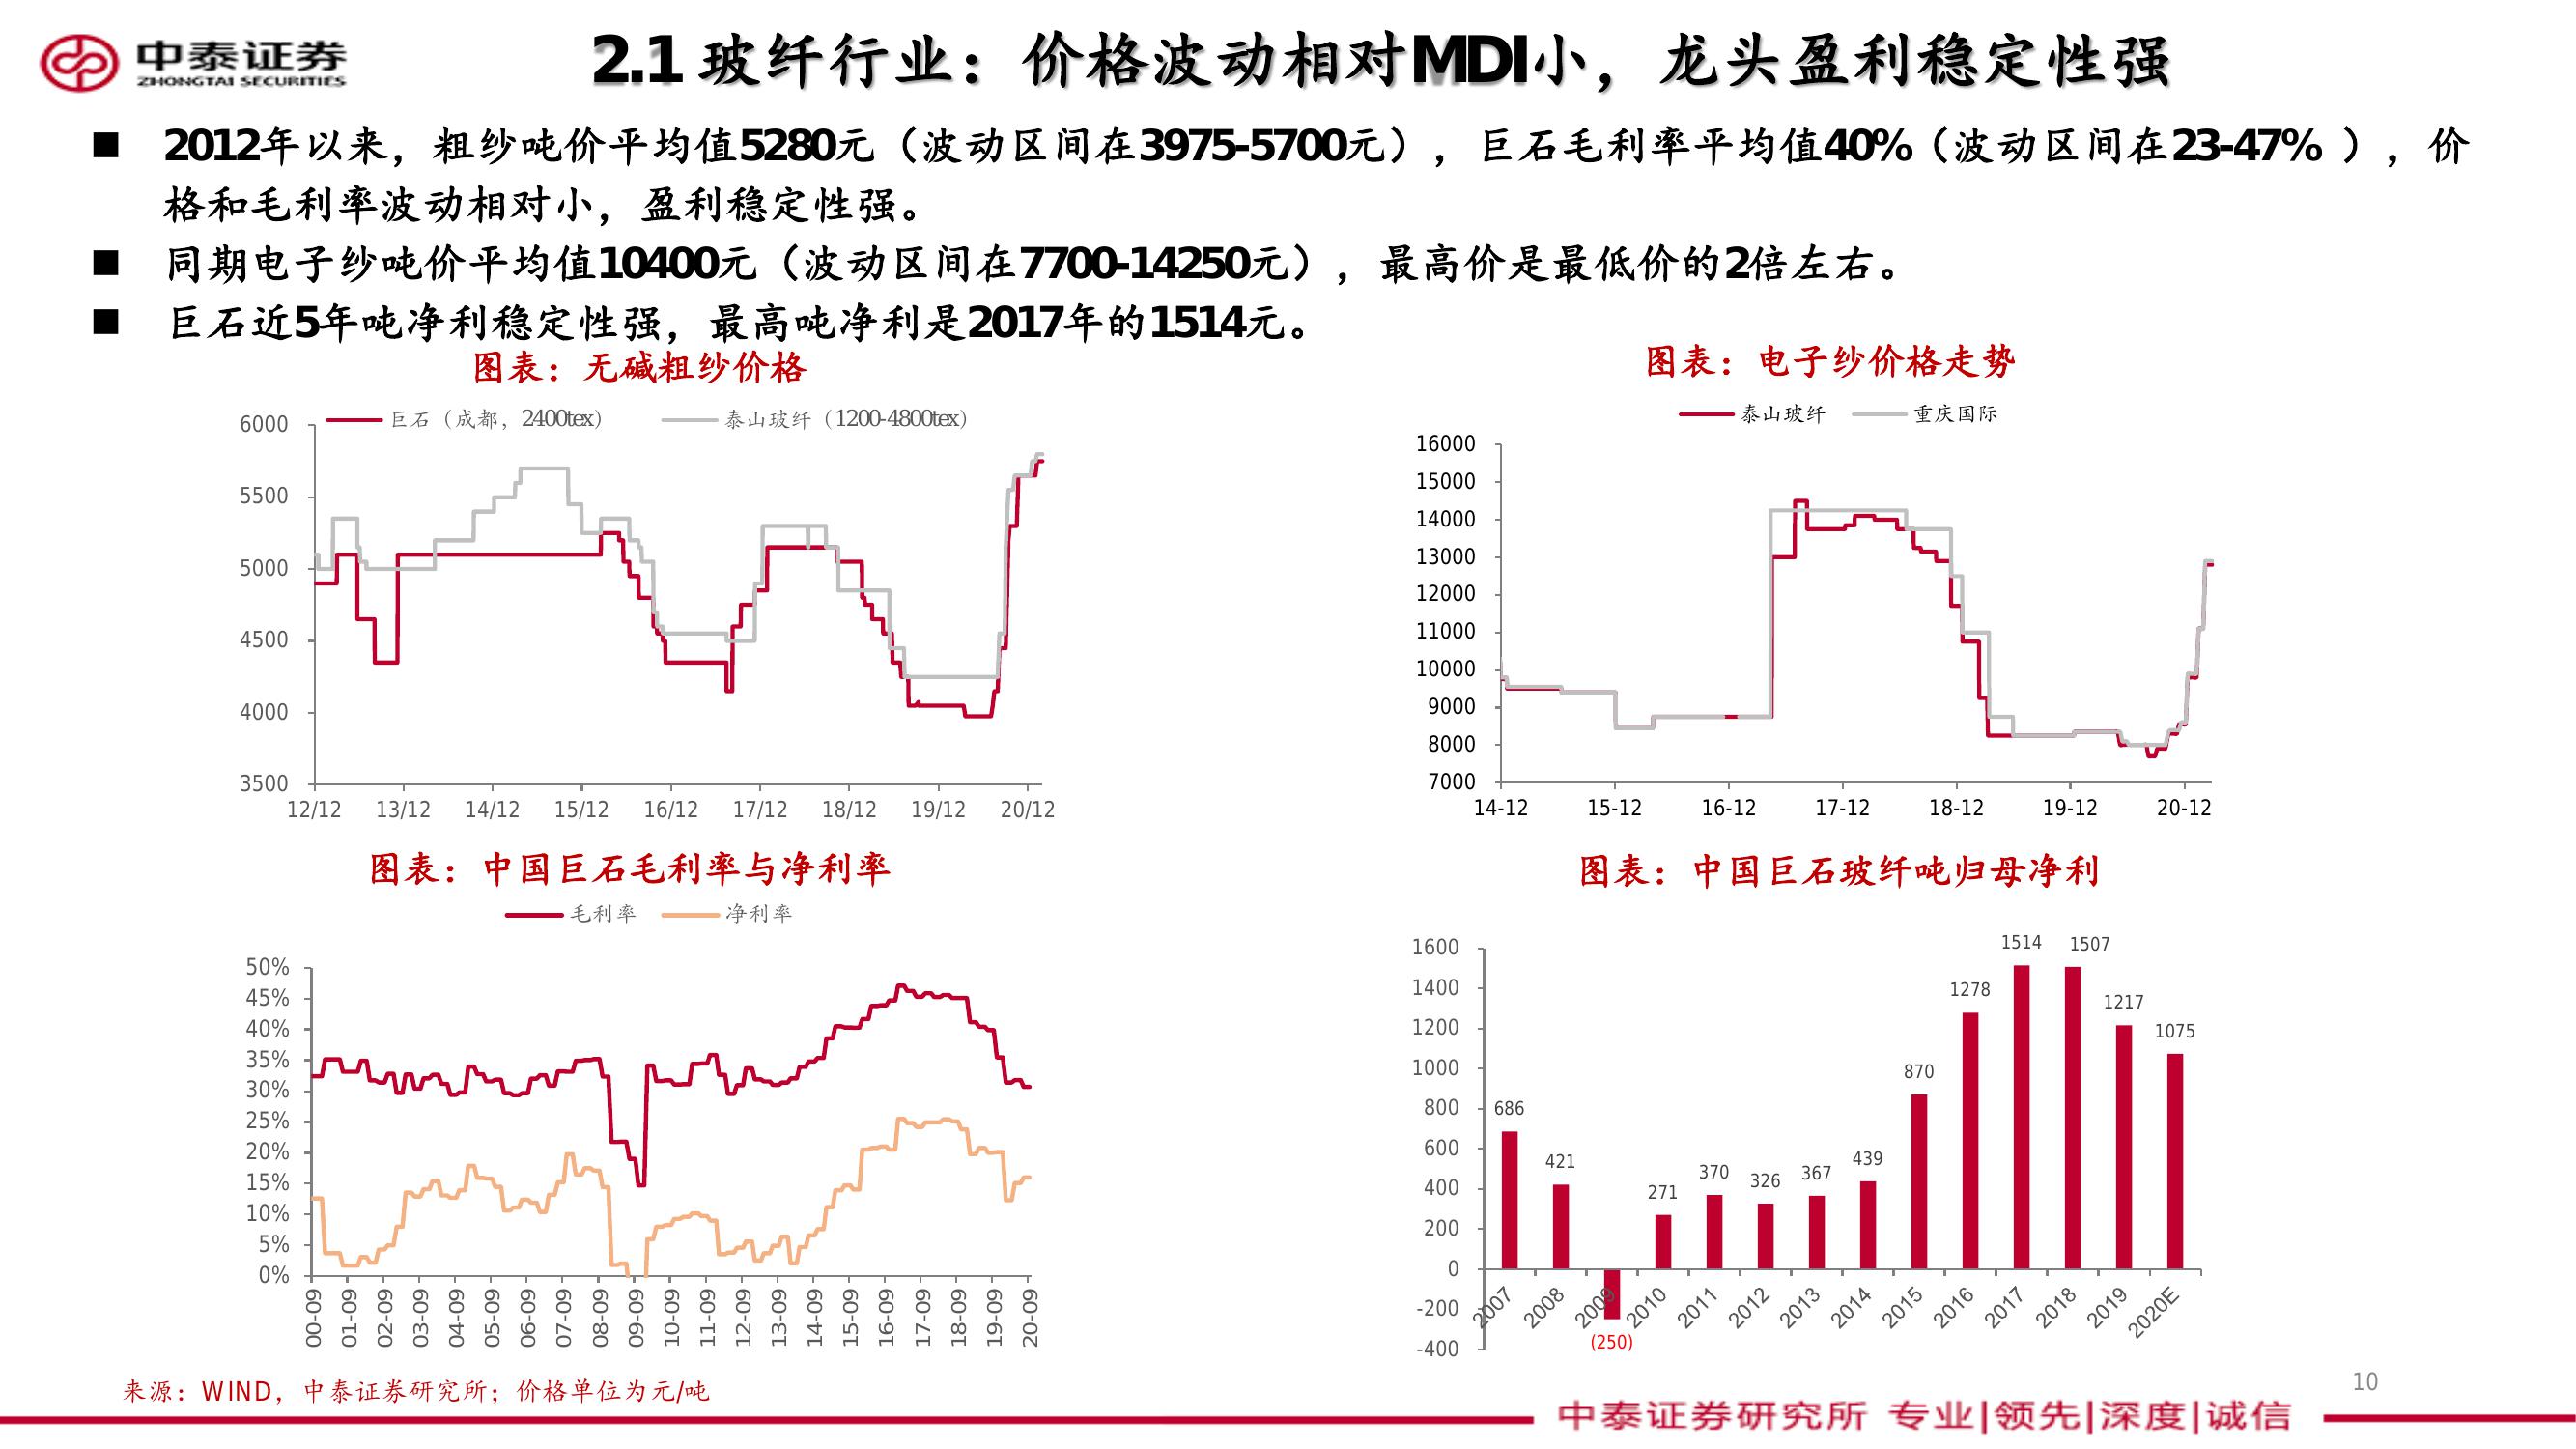 中泰证券
ZHONGTAI SECURITIES
2.1 玻纤行业：价格波动相对MDI小，龙头盈利稳定性强
■ 2012年以来，粗纱吨价平均值5280元（波动区间在3975-5700元），巨石毛利率平均值40%（波动区间在23-47% ），价
格和毛利率波动相对小，盈利稳定性强。
■ 同期电子纱吨价平均值10400元（波动区间在7700-14250元），最高价是最低价的2倍左右。
■ 巨石近5年吨净利稳定性强，最高吨净利是2017年的1514元。
图表：无碱粗纱价格
巨石（成都，2400tex） 泰山玻纤（1200-4800tex）
6000
5500
5000
4500
4000
3500
12/12 13/12 14/12 15/12 16/12 17/12 18/12 19/12 20/12
图表：电子纱价格走势
泰山玻纤 重庆国际
16000
15000
14000
13000
12000
11000
10000
9000
8000
7000
14-12 15-12 16-12 17-12 18-12 19-12 20-12
图表：中国巨石毛利率与净利率
毛利率 净利率
50%
45%
40%
35%
30%
25%
20%
15%
10%
5%
0%
00-09 01-09 02-09 03-09 04-09 05-09 06-09 07-09 08-09 09-09 10-09 11-09 12-09 13-09 14-09 15-09 16-09 17-09 18-09 19-09 20-09
图表：中国巨石玻纤吨归母净利
1600
1400
1200
1000
800
600
400
200
0
-200
-400
686 421 (250) 271 370 326 367 439 870 1278 1514 1507 1217 1075
2007 2008 2009 2010 2011 2012 2013 2014 2015 2016 2017 2018 2019 2020E
来源：WIND，中泰证券研究所；价格单位为元/吨
10
中泰证券研究所 专业|领先|深度|诚信